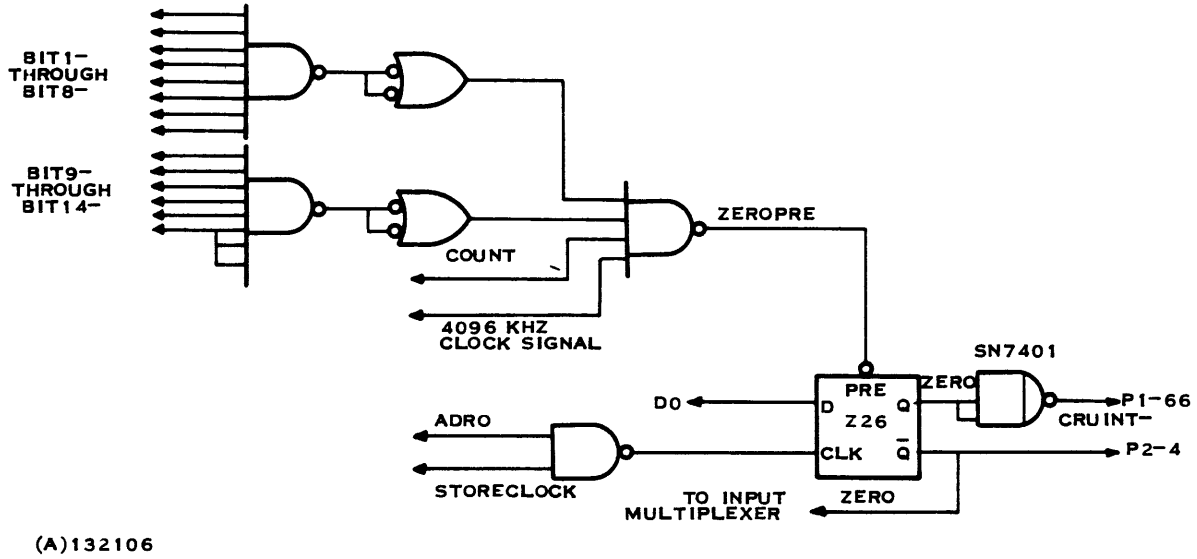 BIT1-
THROUGH
BIT8-
BIT9-
THROUGH
BIT14-
ZEROPRE
COUNT
4096 KHZ
CLOCK SIGNAL
SN7401
PRE
ZERO
D0
D
Q
P1-66
Z26
CRUINT-
ADRO
CLK
Q̅
P2-4
STORECLOCK
TO INPUT
MULTIPLEXER
ZERO
(A)132106